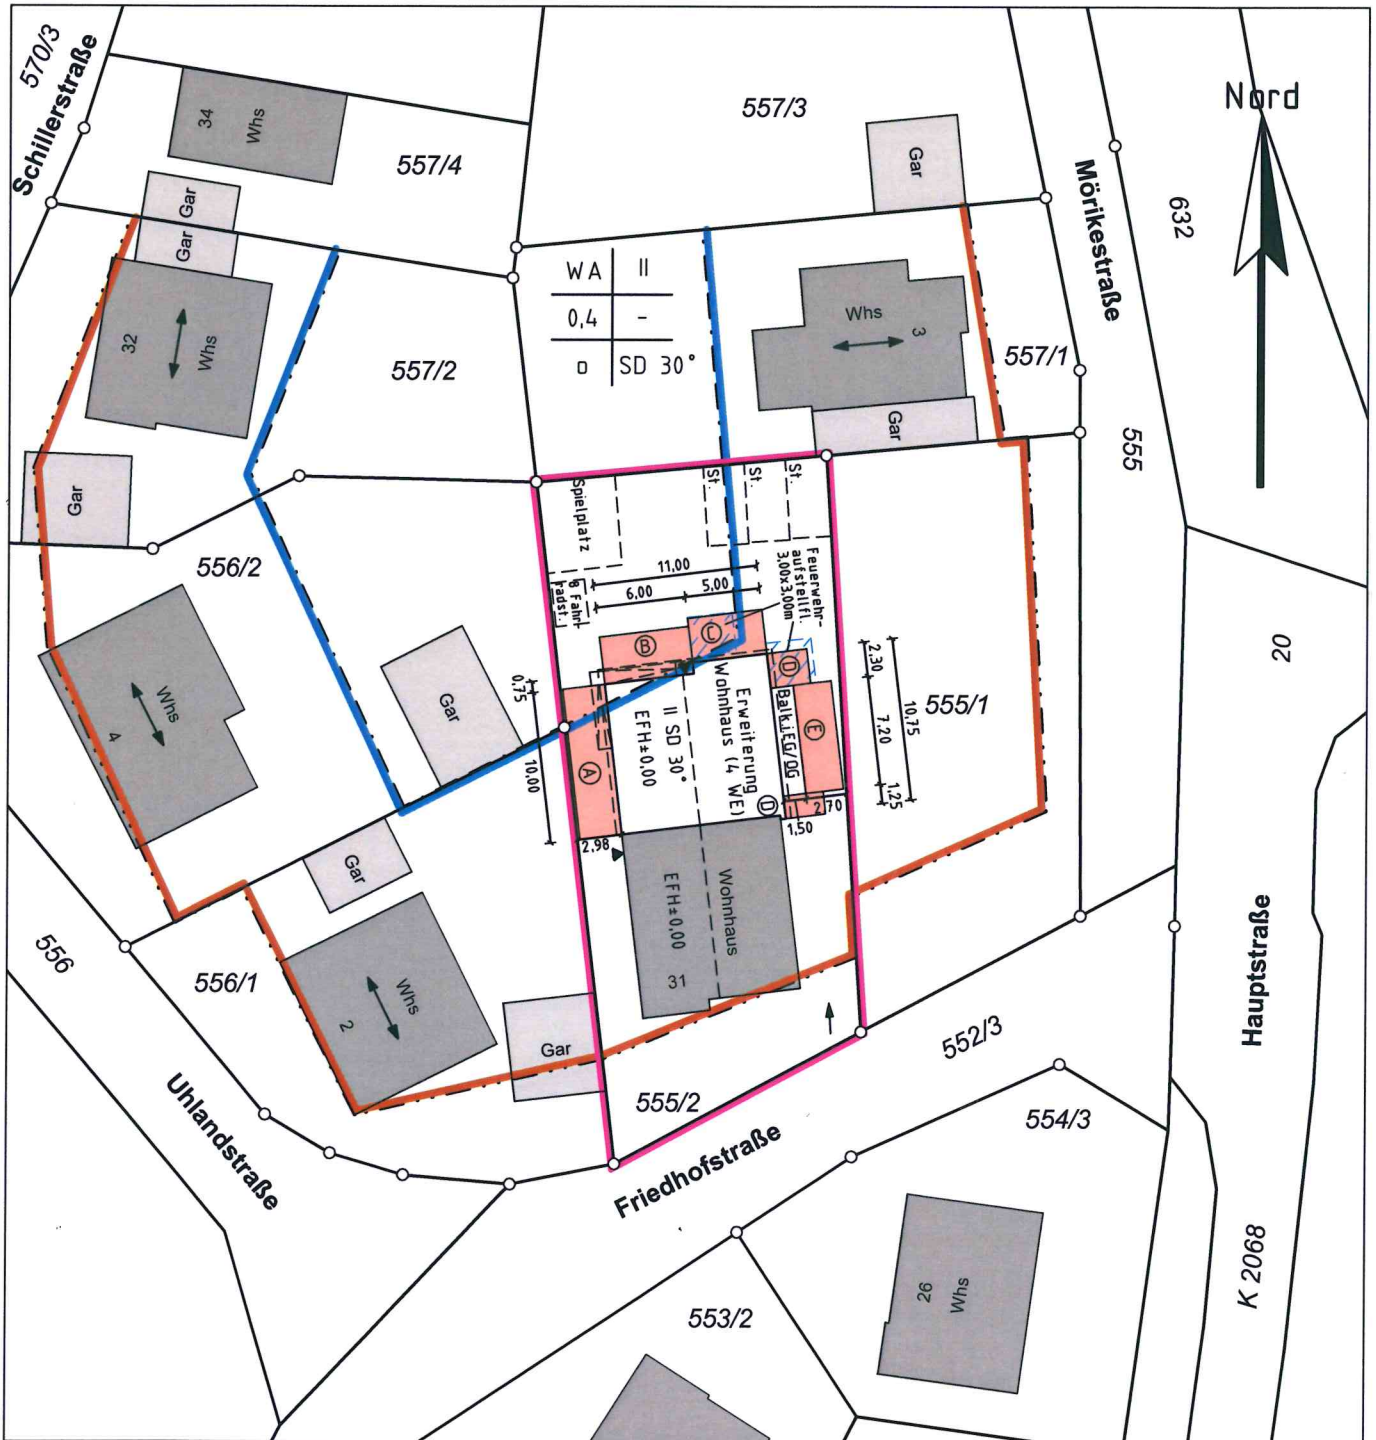 570/3
Schillerstraße
34
Whs
557/4
557/3
Gar
Nord
Mörikestraße
632
Gar
Gar
32
Whs
557/2
WA II
0,4 -
o SD 30°
Whs
3
557/1
Gar
555
Gar
556/2
Spielplatz
St.
St.
St.
8 Fahr-
radst.
11,00
6,00 5,00
Feuerwehr-
aufstellfl.
3,00x3,00m
B
C
D
A
E
D
Erweiterung
Wohnhaus (4 WE)
II SD 30°
EFH±0,00
Balk.i.EG/OG
2,30
7,20
1,25
10,75
555/1
20
0,75
10,00
2,98
2,70
1,50
Whs
4
Gar
Gar
Wohnhaus
EFH±0,00
31
556
556/1
Whs
2
Gar
555/2
552/3
Hauptstraße
554/3
Uhlandstraße
Friedhofstraße
26
Whs
K 2068
553/2